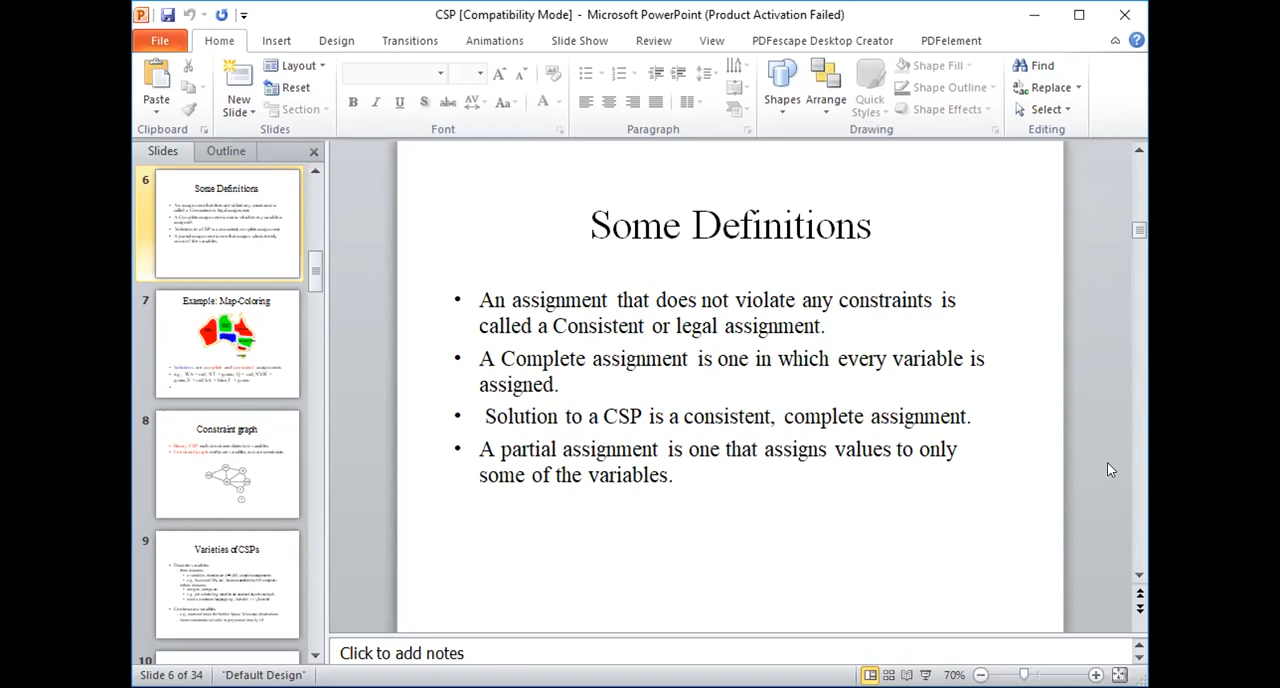 CSP [Compatibility Mode] - Microsoft PowerPoint (Product Activation Failed)
File Home Insert Design Transitions Animations Slide Show Review View PDFescape Desktop Creator PDFelement
Paste
Clipboard
New
Slide
Layout
Reset
Section
Slides
B I U S abc AV Aa A
Font
Paragraph
Shapes
Arrange
Quick
Styles
Shape Fill
Shape Outline
Shape Effects
Drawing
Find
Replace
Select
Editing
Slides Outline
6
Some Definitions
7
Example: Map-Coloring
8
Constraint graph
9
Varieties of CSPs
10
Some Definitions
• An assignment that does not violate any constraints is
called a Consistent or legal assignment.
• A Complete assignment is one in which every variable is
assigned.
• Solution to a CSP is a consistent, complete assignment.
• A partial assignment is one that assigns values to only
some of the variables.
Click to add notes
Slide 6 of 34 "Default Design" 70%